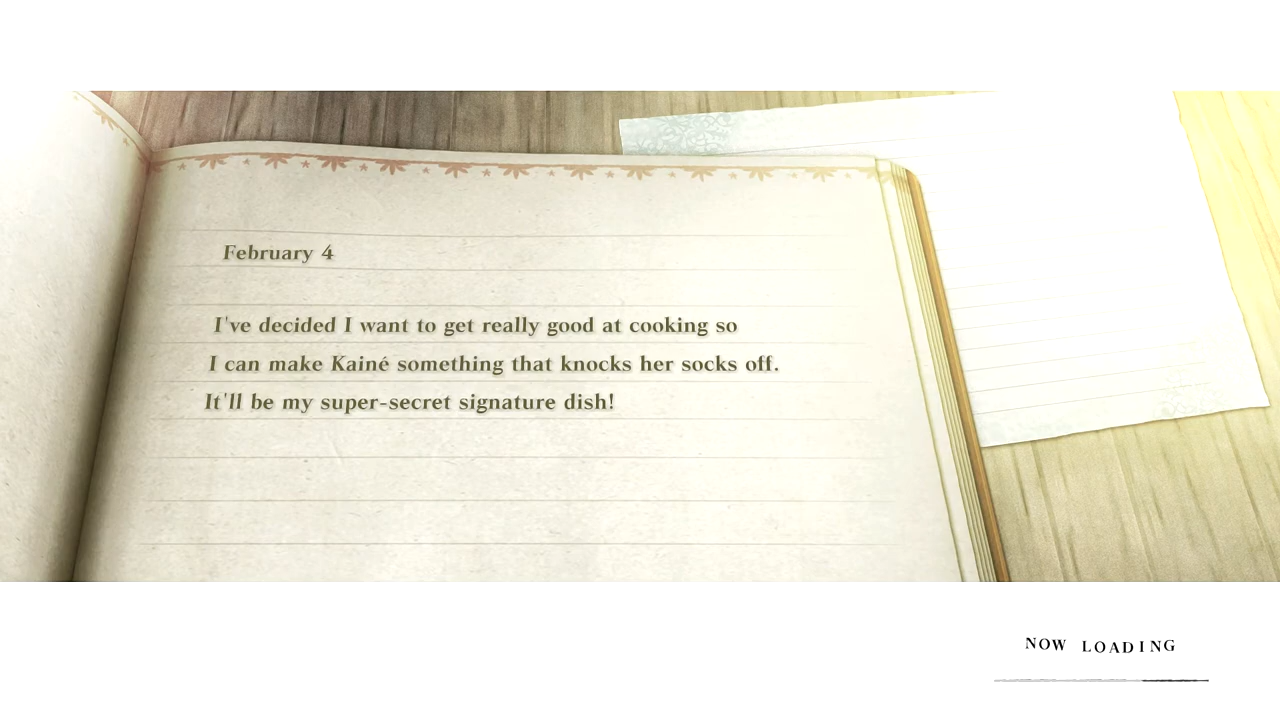 February 4
I've decided I want to get really good at cooking so
I can make Kainé something that knocks her socks off.
It'll be my super-secret signature dish!
NOW LOADING